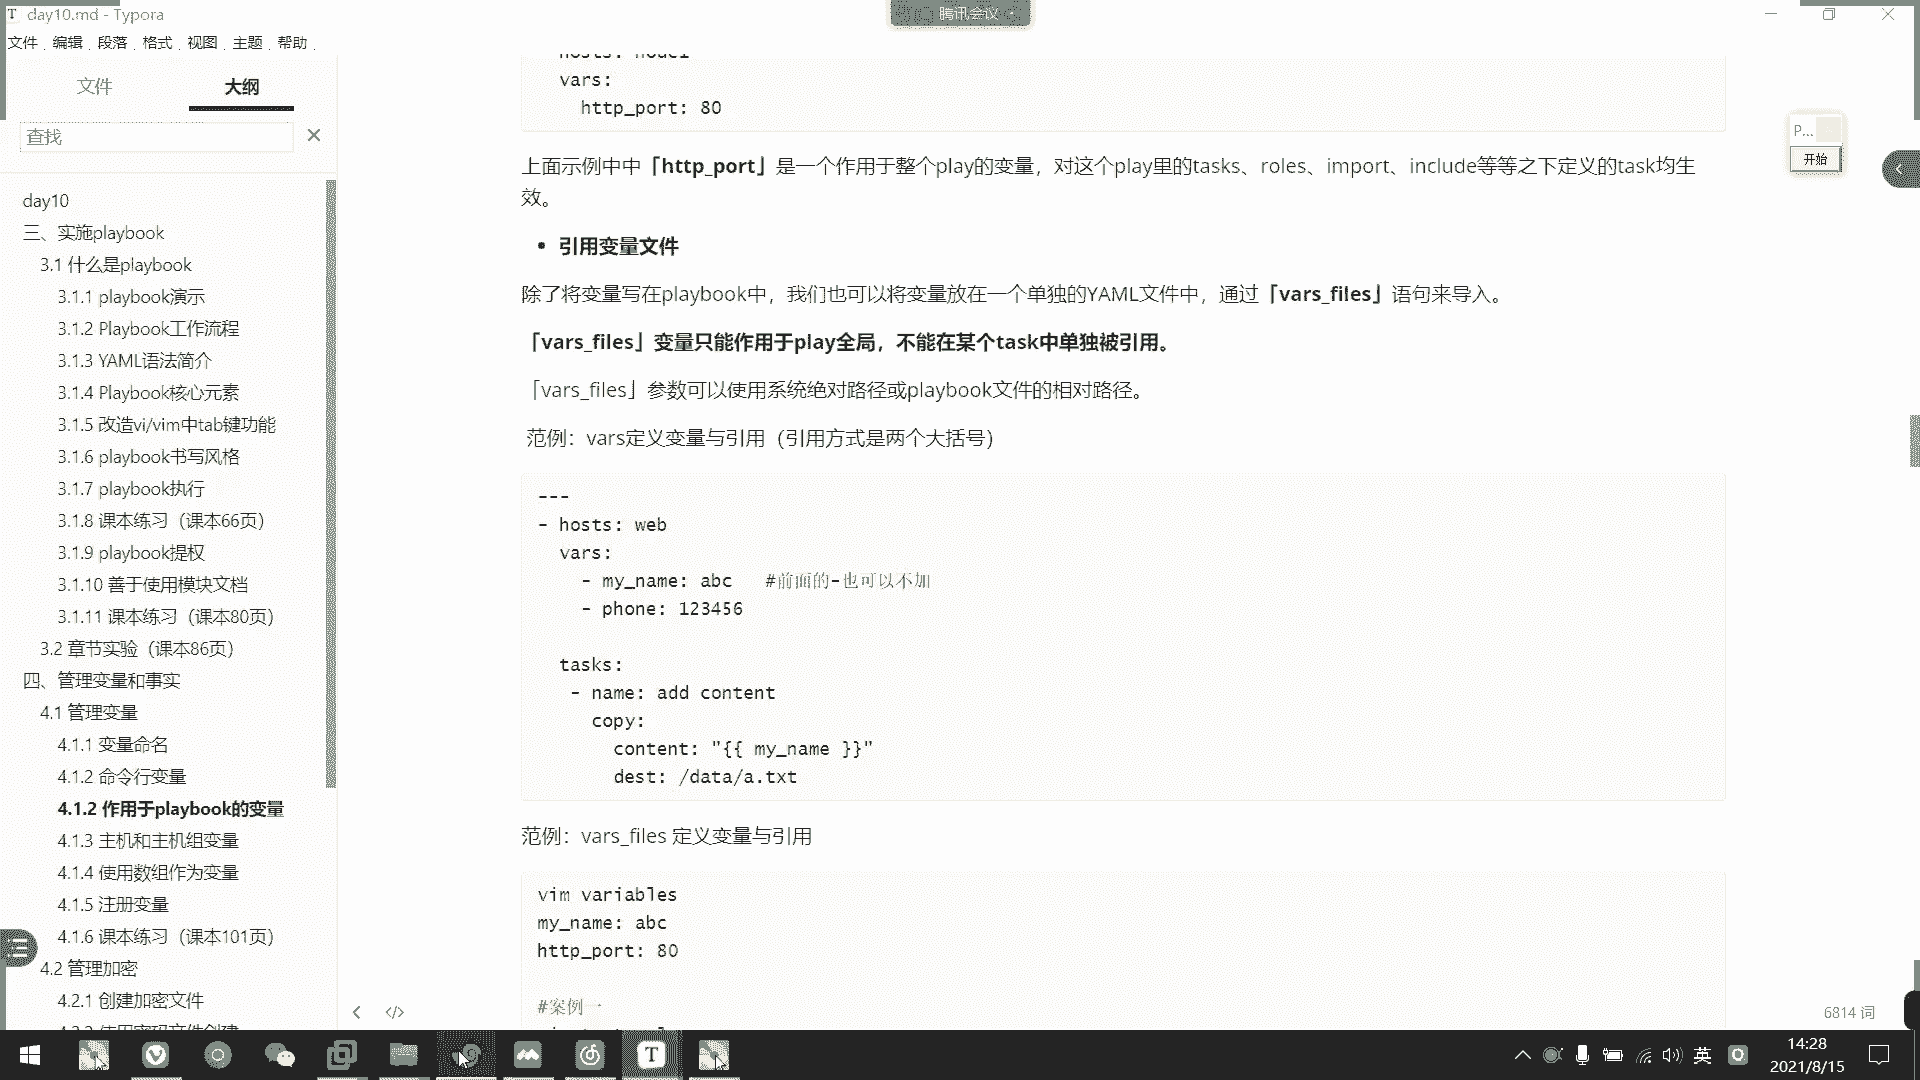 day10.md - Typora
腾讯会议
文件 编辑 段落 格式 视图 主题 帮助
文件
大纲
查找
day10
三、实施playbook
3.1 什么是playbook
3.1.1 playbook演示
3.1.2 Playbook工作流程
3.1.3 YAML语法简介
3.1.4 Playbook核心元素
3.1.5 改造vi/vim中tab键功能
3.1.6 playbook书写风格
3.1.7 playbook执行
3.1.8 课本练习（课本66页）
3.1.9 playbook提权
3.1.10 善于使用模块文档
3.1.11 课本练习（课本80页）
3.2 章节实验（课本86页）
四、管理变量和事实
4.1 管理变量
4.1.1 变量命名
4.1.2 命令行变量
4.1.2 作用于playbook的变量
4.1.3 主机和主机组变量
4.1.4 使用数组作为变量
4.1.5 注册变量
4.1.6 课本练习（课本101页）
4.2 管理加密
4.2.1 创建加密文件
vars:
http_port: 80
上面示例中中「http_port」是一个作用于整个play的变量，对这个play里的tasks、roles、import、include等等之下定义的task均生
效。
• 引用变量文件
除了将变量写在playbook中，我们也可以将变量放在一个单独的YAML文件中，通过「vars_files」语句来导入。
「vars_files」变量只能作用于play全局，不能在某个task中单独被引用。
「vars_files」参数可以使用系统绝对路径或playbook文件的相对路径。
范例：vars定义变量与引用（引用方式是两个大括号）
---
- hosts: web
vars:
- my_name: abc #前面的-也可以不加
- phone: 123456
tasks:
- name: add content
copy:
content: "{{ my_name }}"
dest: /data/a.txt
范例：vars_files 定义变量与引用
vim variables
my_name: abc
http_port: 80
#案例一
P...
开始
6814 词
英
14:28
2021/8/15